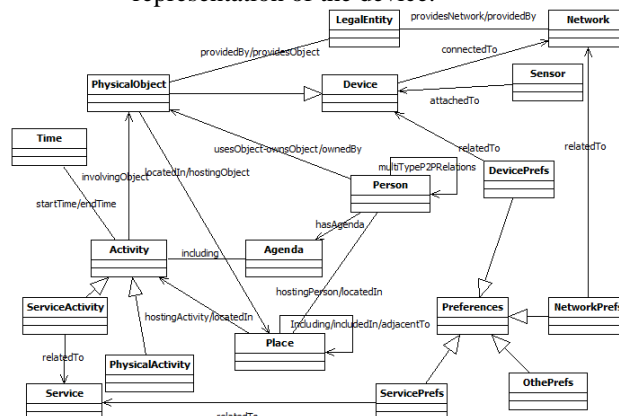 representation of the device.
LegalEntity
providesNetwork/providedBy
Network
providedBy/providesObject
connectedTo
PhysicalObject
Device
Sensor
attachedTo
Time
usesObject-ownsObject/ownedBy
relatedTo
relatedTo
multiTypeP2PRelations
involvingObject
locatedIn/hostingObject
Person
DevicePrefs
startTime/endTime
hasAgenda
Activity
including
Agenda
hostingPerson/locatedIn
ServiceActivity
hostingActivity/locatedIn
Preferences
NetworkPrefs
Including/includedIn/adjacentTo
Place
relatedTo
PhysicalActivity
OthePrefs
Service
ServicePrefs
relatedTo